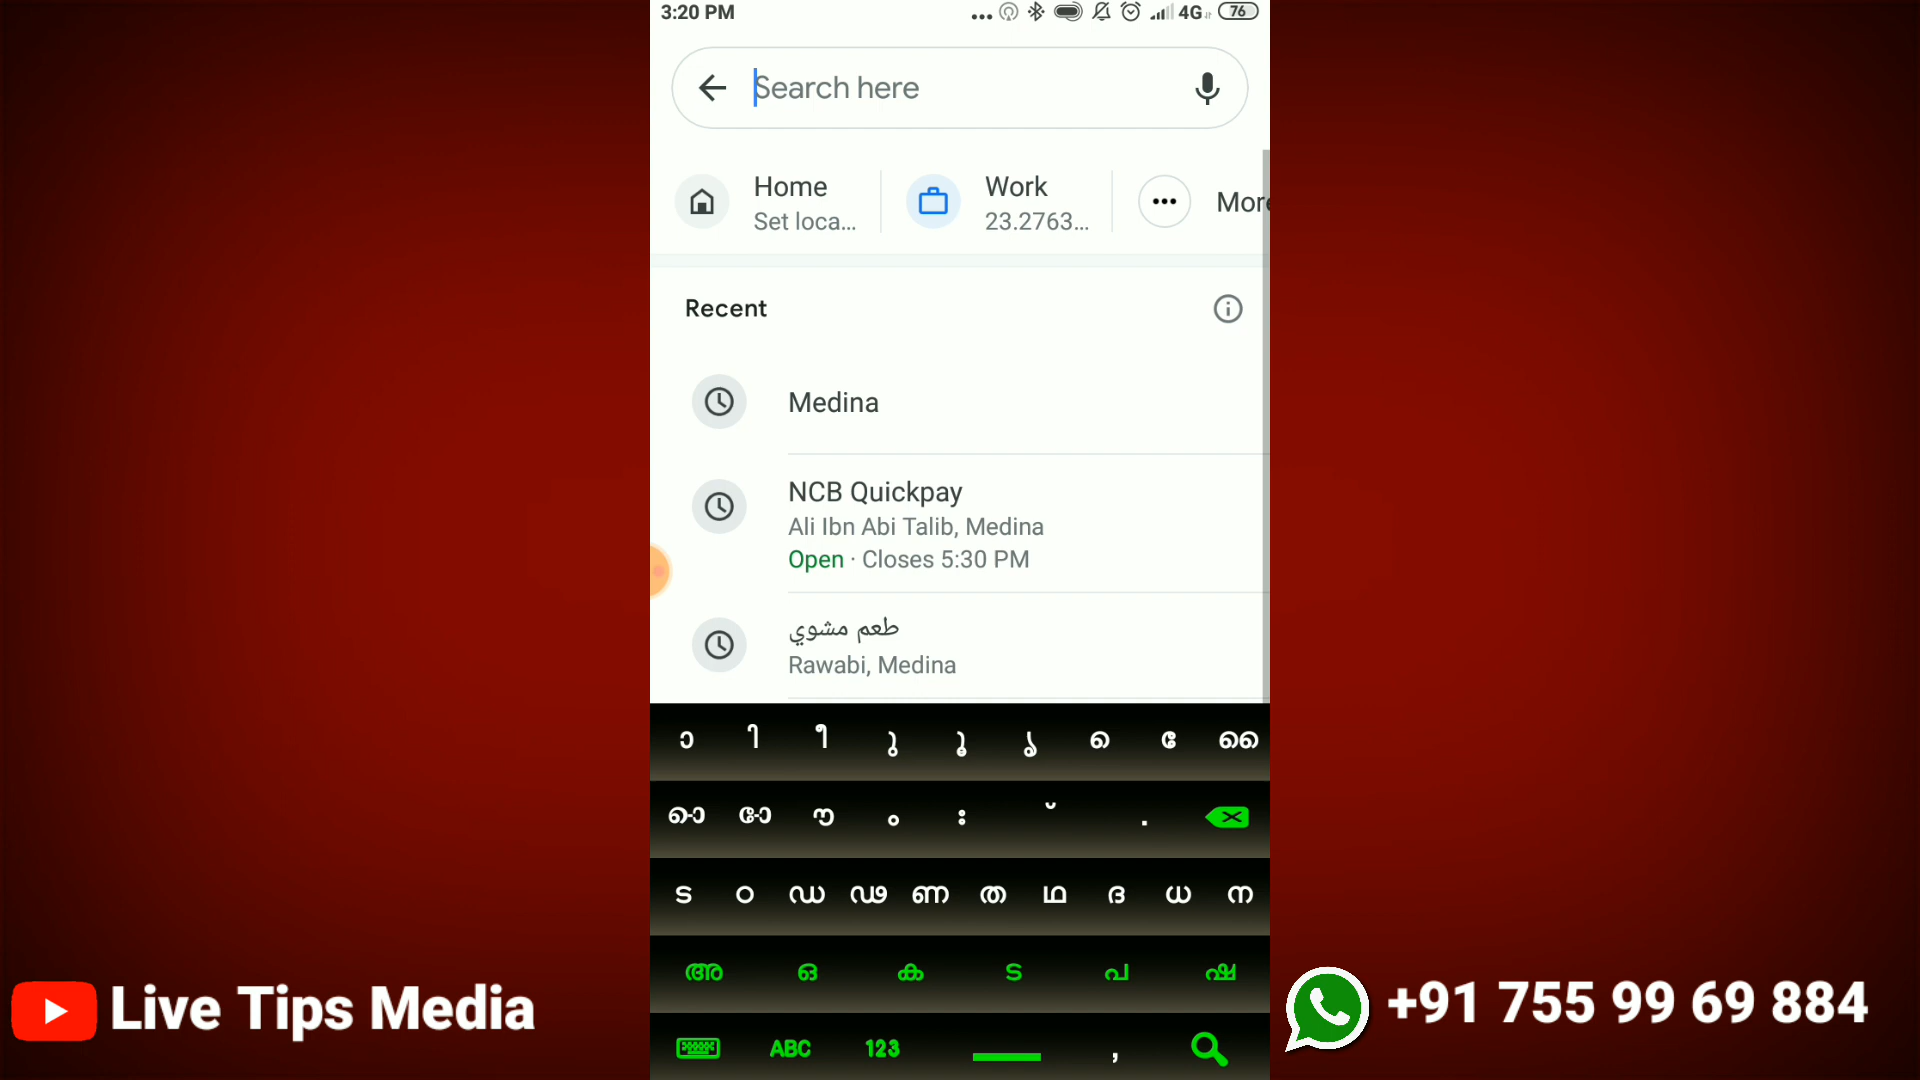 3:20 PM
4G
76
Search here
Home
Set loca...
Work
23.2763...
More
Recent
Medina
NCB Quickpay
Ali Ibn Abi Talib, Medina
Open · Closes 5:30 PM
طعم مشوي
Rawabi, Medina
ാ ി ീ ു ൂ ൃ െ േ ൈ
ൊ ോ ൗ ം ഃ ് .
ട ഠ ഡ ഢ ണ ത ഥ ദ ധ ന
അ ഒ ക ട പ ഷ
ABC 123 ,
Live Tips Media
+91 755 99 69 884